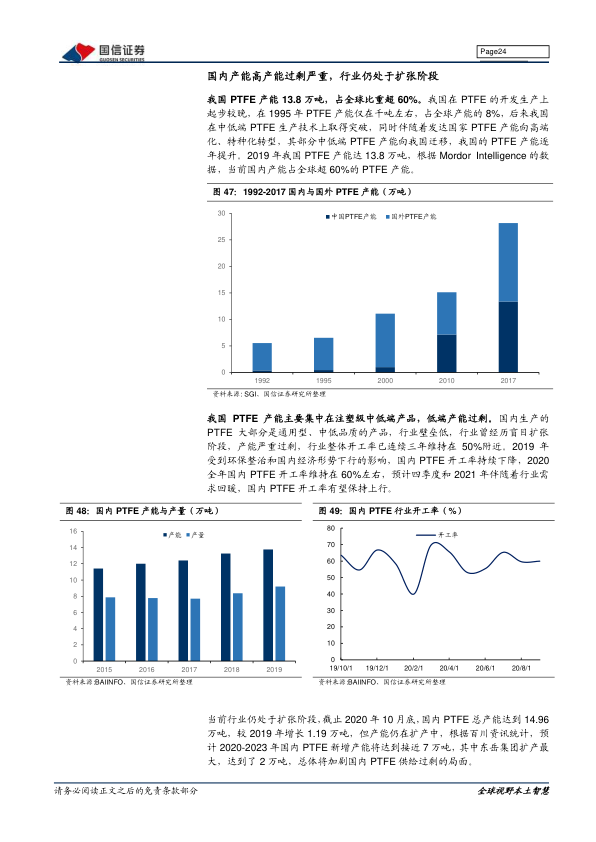 国信证券
GUOSEN SECURITIES
Page24
国内产能高产能过剩严重，行业仍处于扩张阶段
我国 PTFE 产能 13.8 万吨，占全球比重超 60%。我国在 PTFE 的开发生产上
起步较晚，在 1995 年 PTFE 产能仅在千吨左右，占全球产能的 8%，后来我国
在中低端 PTFE 生产技术上取得突破，同时伴随着发达国家 PTFE 产能向高端
化、特种化转型，其部分中低端 PTFE 产能向我国迁移，我国的 PTFE 产能逐
年提升。2019 年我国 PTFE 产能达 13.8 万吨，根据 Mordor Intelligence 的数
据，当前国内产能占全球超 60%的 PTFE 产能。
图 47：1992-2017 国内与国外 PTFE 产能（万吨）
中国PTFE产能 国外PTFE产能
30
25
20
15
10
5
0
1992 1995 2000 2010 2017
资料来源: SGI、国信证券研究所整理
我国 PTFE 产能主要集中在注塑级中低端产品，低端产能过剩。国内生产的
PTFE 大部分是通用型，中低品质的产品，行业壁垒低，行业曾经历盲目扩张
阶段，产能严重过剩，行业整体开工率已连续三年维持在 50%附近。2019 年
受到环保整治和国内经济形势下行的影响，国内 PTFE 开工率持续下降，2020
全年国内 PTFE 开工率维持在 60%左右，预计四季度和 2021 年伴随着行业需
求回暖，国内 PTFE 开工率有望保持上行。
图 48：国内 PTFE 产能与产量（万吨）
产能 产量
16
14
12
10
8
6
4
2
0
2015 2016 2017 2018 2019
资料来源:BAIINFO、国信证券研究所整理
图 49：国内 PTFE 行业开工率（%）
开工率
80
70
60
50
40
30
20
10
0
19/10/1 19/12/1 20/2/1 20/4/1 20/6/1 20/8/1
资料来源:BAIINFO、国信证券研究所整理
当前行业仍处于扩张阶段，截止 2020 年 10 月底，国内 PTFE 总产能达到 14.96
万吨，较 2019 年增长 1.19 万吨，但产能仍在扩产中，根据百川资讯统计，预
计 2020-2023 年国内 PTFE 新增产能将达到接近 7 万吨，其中东岳集团扩产最
大，达到了 2 万吨，总体将加剧国内 PTFE 供给过剩的局面。
请务必阅读正文之后的免责条款部分
全球视野本土智慧